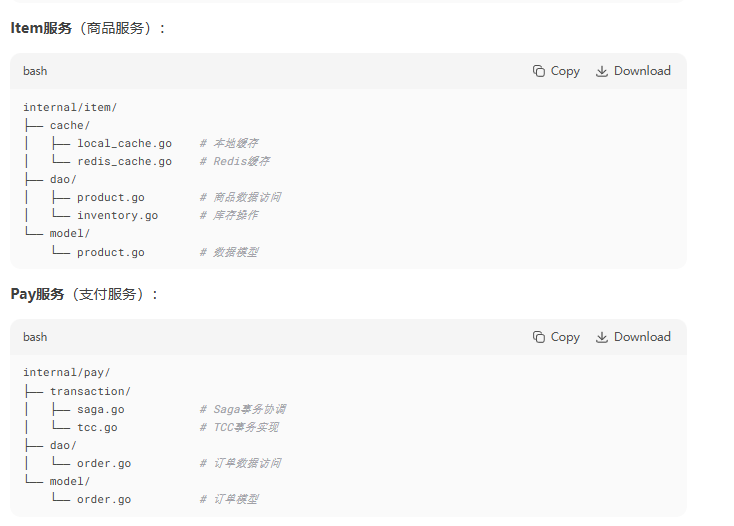 Item服务（商品服务）：
bash Copy Download
internal/item/
├── cache/
│   ├── local_cache.go    # 本地缓存
│   └── redis_cache.go    # Redis缓存
├── dao/
│   ├── product.go        # 商品数据访问
│   └── inventory.go      # 库存操作
└── model/
    └── product.go        # 数据模型
Pay服务（支付服务）：
bash Copy Download
internal/pay/
├── transaction/
│   ├── saga.go           # Saga事务协调
│   └── tcc.go            # TCC事务实现
├── dao/
│   └── order.go          # 订单数据访问
└── model/
    └── order.go          # 订单模型